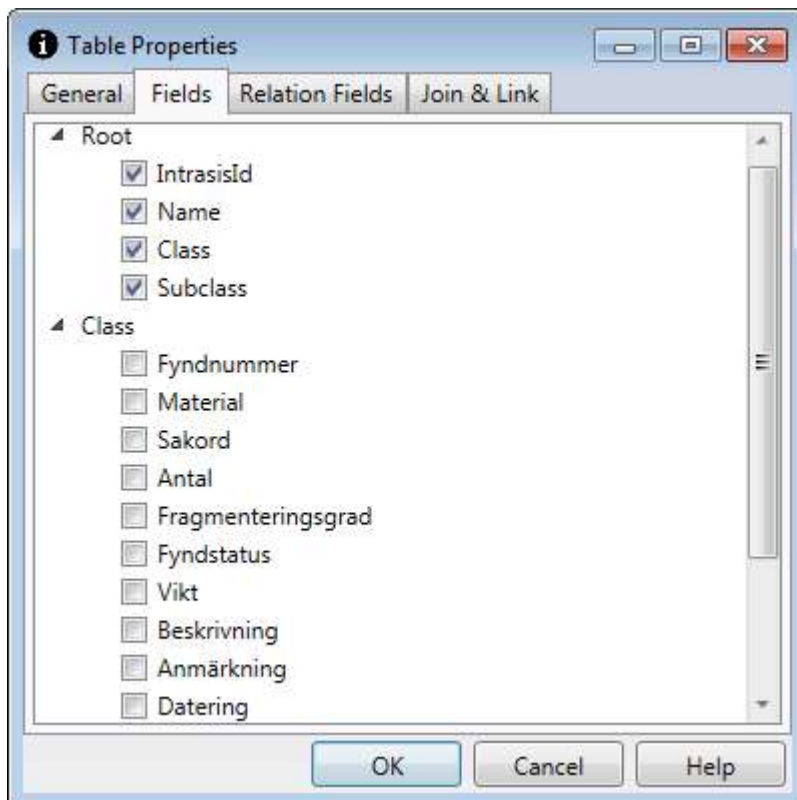 Table Properties
General Fields Relation Fields Join & Link
Root
IntrasisId
Name
Class
Subclass
Class
Fyndnummer
Material
Sakord
Antal
Fragmenteringsgrad
Fyndstatus
Vikt
Beskrivning
Anmärkning
Datering
OK Cancel Help